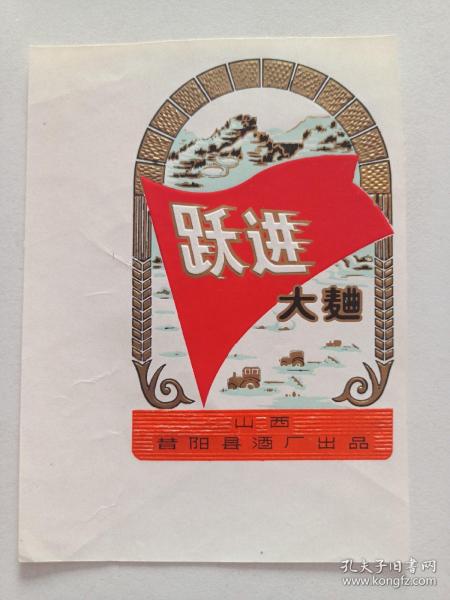 跃进
大麯
山西
昔阳县酒厂出品
孔夫子旧书网
www.kongfz.com